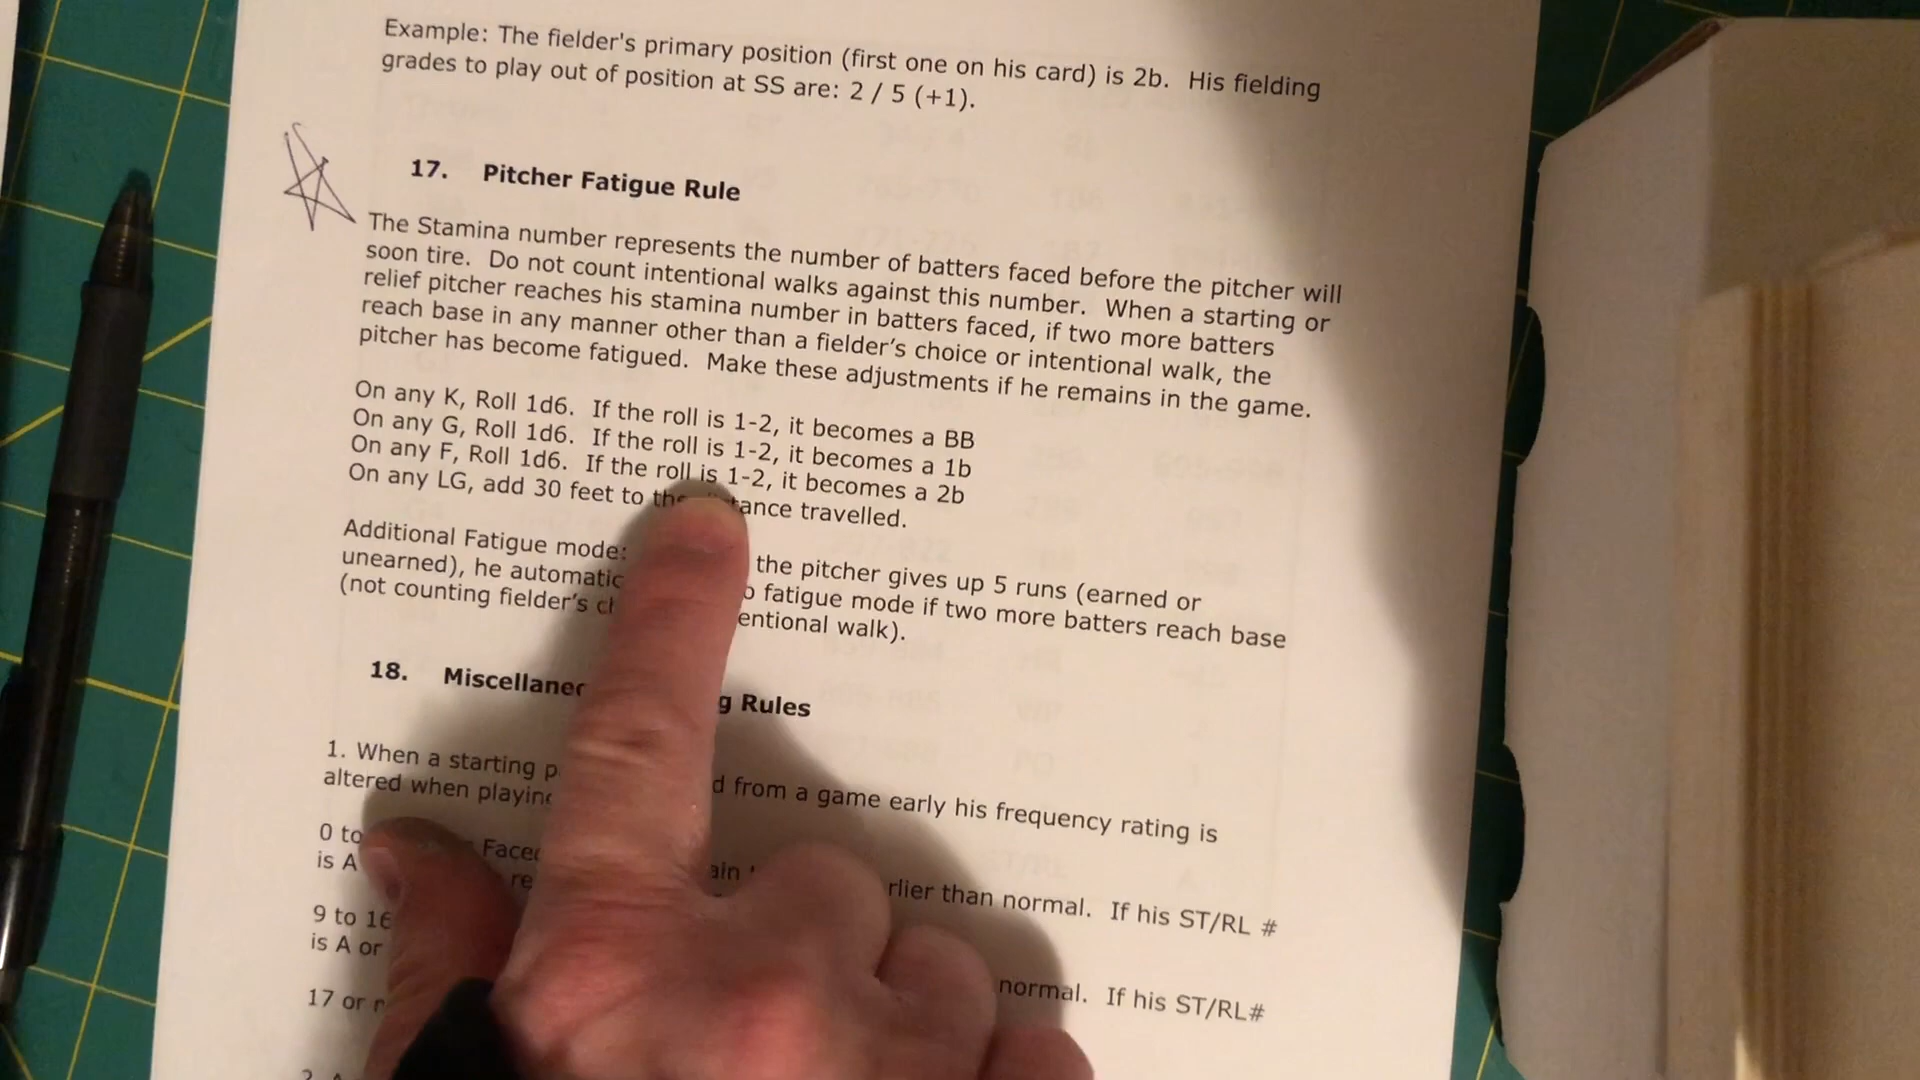 Example: The fielder's primary position (first one on his card) is 2b. His fielding
grades to play out of position at SS are: 2 / 5 (+1).
17. Pitcher Fatigue Rule
The Stamina number represents the number of batters faced before the pitcher will
soon tire. Do not count intentional walks against this number. When a starting or
relief pitcher reaches his stamina number in batters faced, if two more batters
reach base in any manner other than a fielder's choice or intentional walk, the
pitcher has become fatigued. Make these adjustments if he remains in the game.
On any K, Roll 1d6. If the roll is 1-2, it becomes a BB
On any G, Roll 1d6. If the roll is 1-2, it becomes a 1b
On any F, Roll 1d6. If the roll is 1-2, it becomes a 2b
On any LG, add 30 feet to the distance travelled.
Additional Fatigue mode: the pitcher gives up 5 runs (earned or
unearned), he fatigue mode if two more batters reach base
(not counting fielder's walk).
18. Rules
1. When a starting from a game early his frequency rating is
altered when
0 to than normal. If his ST/RL #
is A
9 to normal. If his ST/RL#
is A or
17 or